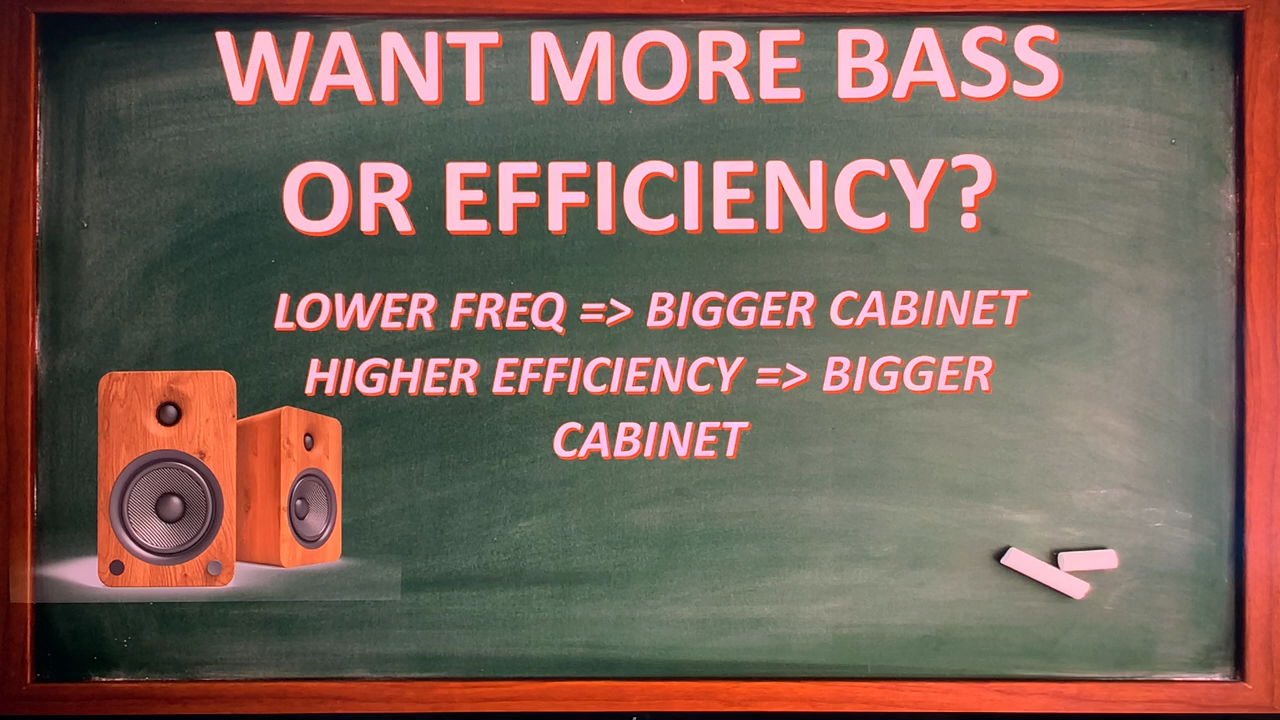 WANT MORE BASS
OR EFFICIENCY?
LOWER FREQ => BIGGER CABINET
HIGHER EFFICIENCY => BIGGER
CABINET